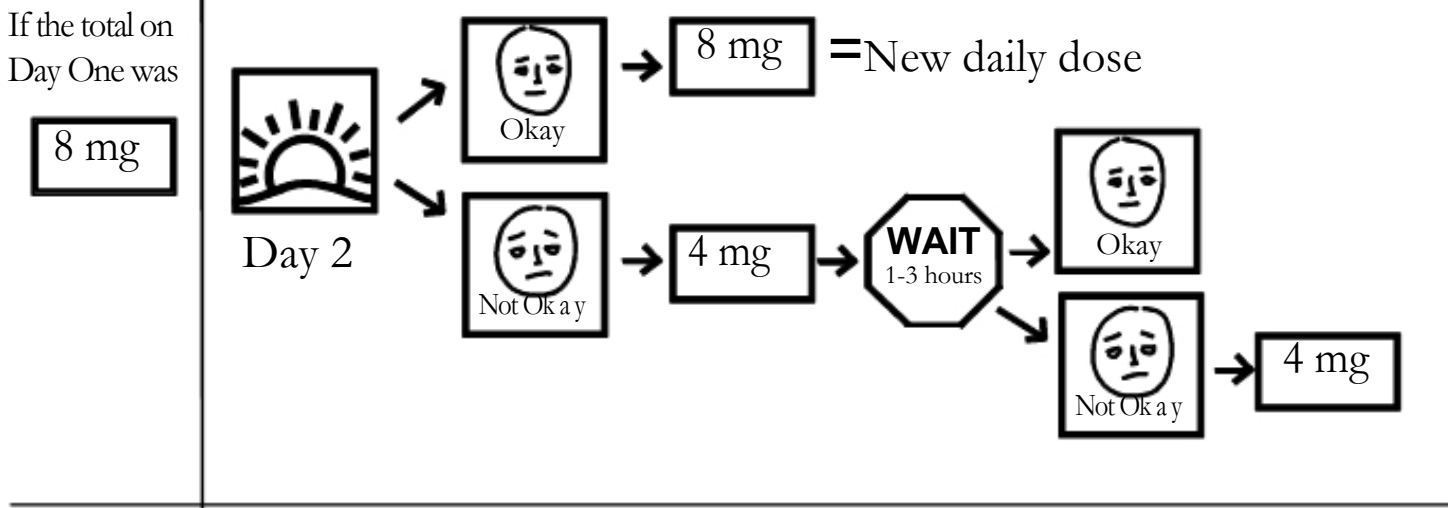 If the total on
Day One was
8 mg
Day 2
Okay
8 mg
=New daily dose
Not Okay
4 mg
WAIT
1-3 hours
Okay
Not Okay
4 mg